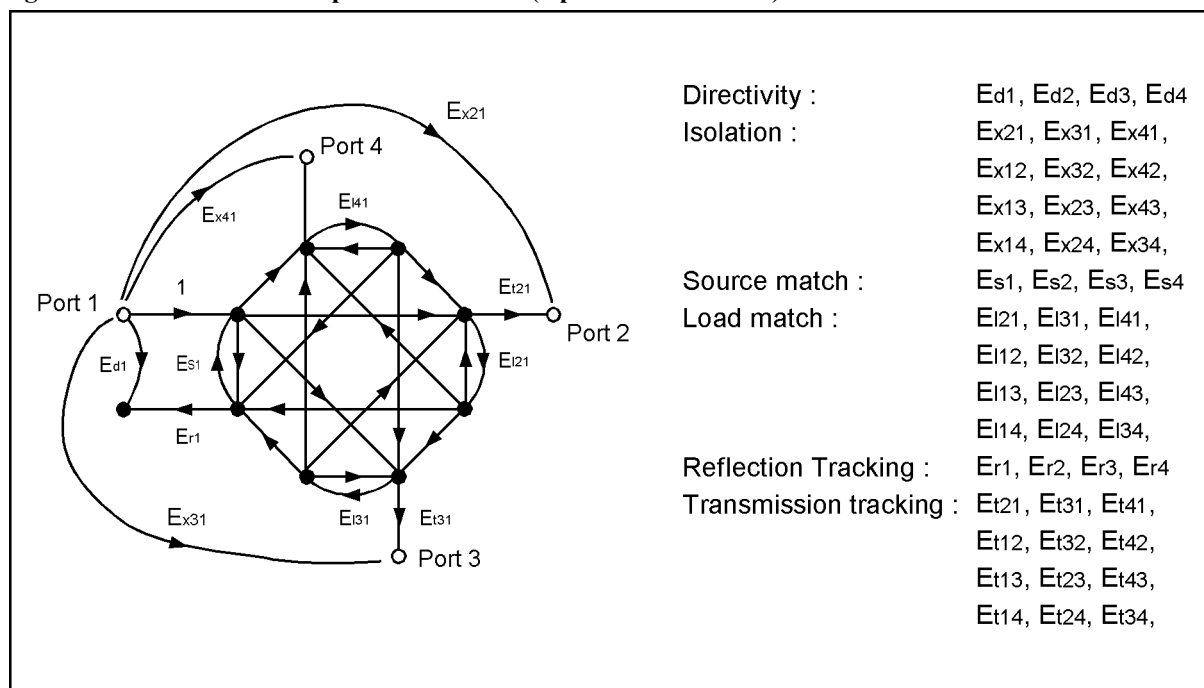 Ex21
Port 4
Ex41
El41
Port 1
1
Et21
Port 2
Ed1
ES1
El21
Er1
Ex31
El31
Et31
Port 3
Directivity : Ed1, Ed2, Ed3, Ed4
Isolation : Ex21, Ex31, Ex41,
Ex12, Ex32, Ex42,
Ex13, Ex23, Ex43,
Ex14, Ex24, Ex34,
Source match : Es1, Es2, Es3, Es4
Load match : El21, El31, El41,
El12, El32, El42,
El13, El23, El43,
El14, El24, El34,
Reflection Tracking : Er1, Er2, Er3, Er4
Transmission tracking : Et21, Et31, Et41,
Et12, Et32, Et42,
Et13, Et23, Et43,
Et14, Et24, Et34,